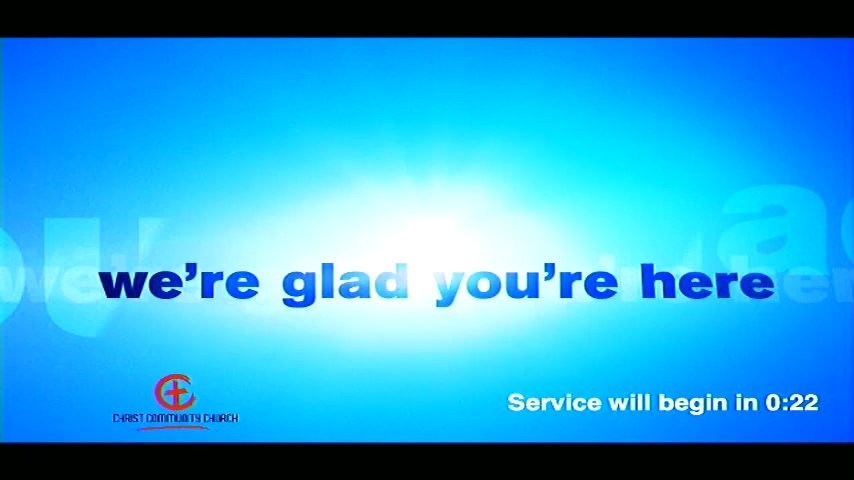 we're glad you're here
CHRIST COMMUNITY CHURCH
Service will begin in 0:22